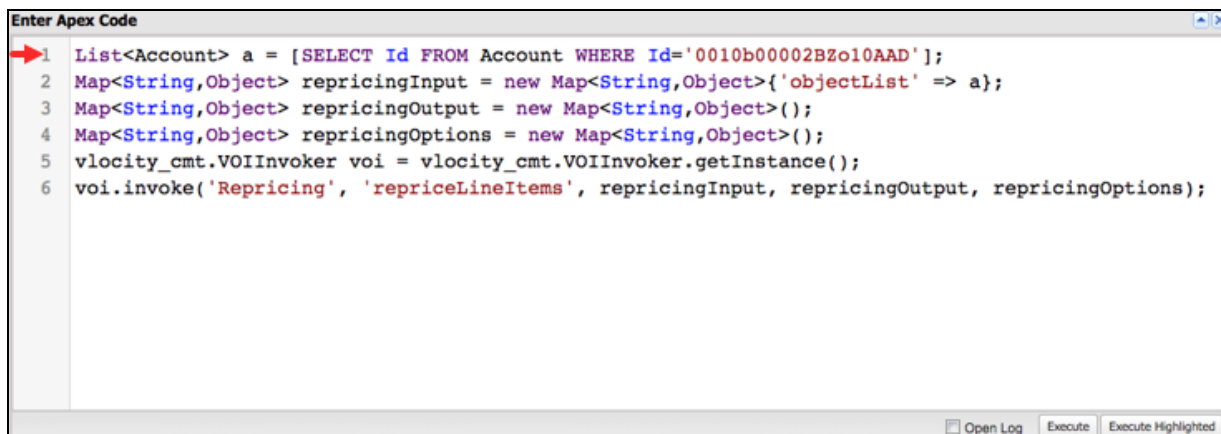 Enter Apex Code
1 List<Account> a = [SELECT Id FROM Account WHERE Id='0010b00002BZo10AAD'];
2 Map<String,Object> repricingInput = new Map<String,Object>{'objectList' => a};
3 Map<String,Object> repricingOutput = new Map<String,Object>();
4 Map<String,Object> repricingOptions = new Map<String,Object>();
5 vlocity_cmt.VOIInvoker voi = vlocity_cmt.VOIInvoker.getInstance();
6 voi.invoke('Repricing', 'repriceLineItems', repricingInput, repricingOutput, repricingOptions);
Open Log Execute Execute Highlighted